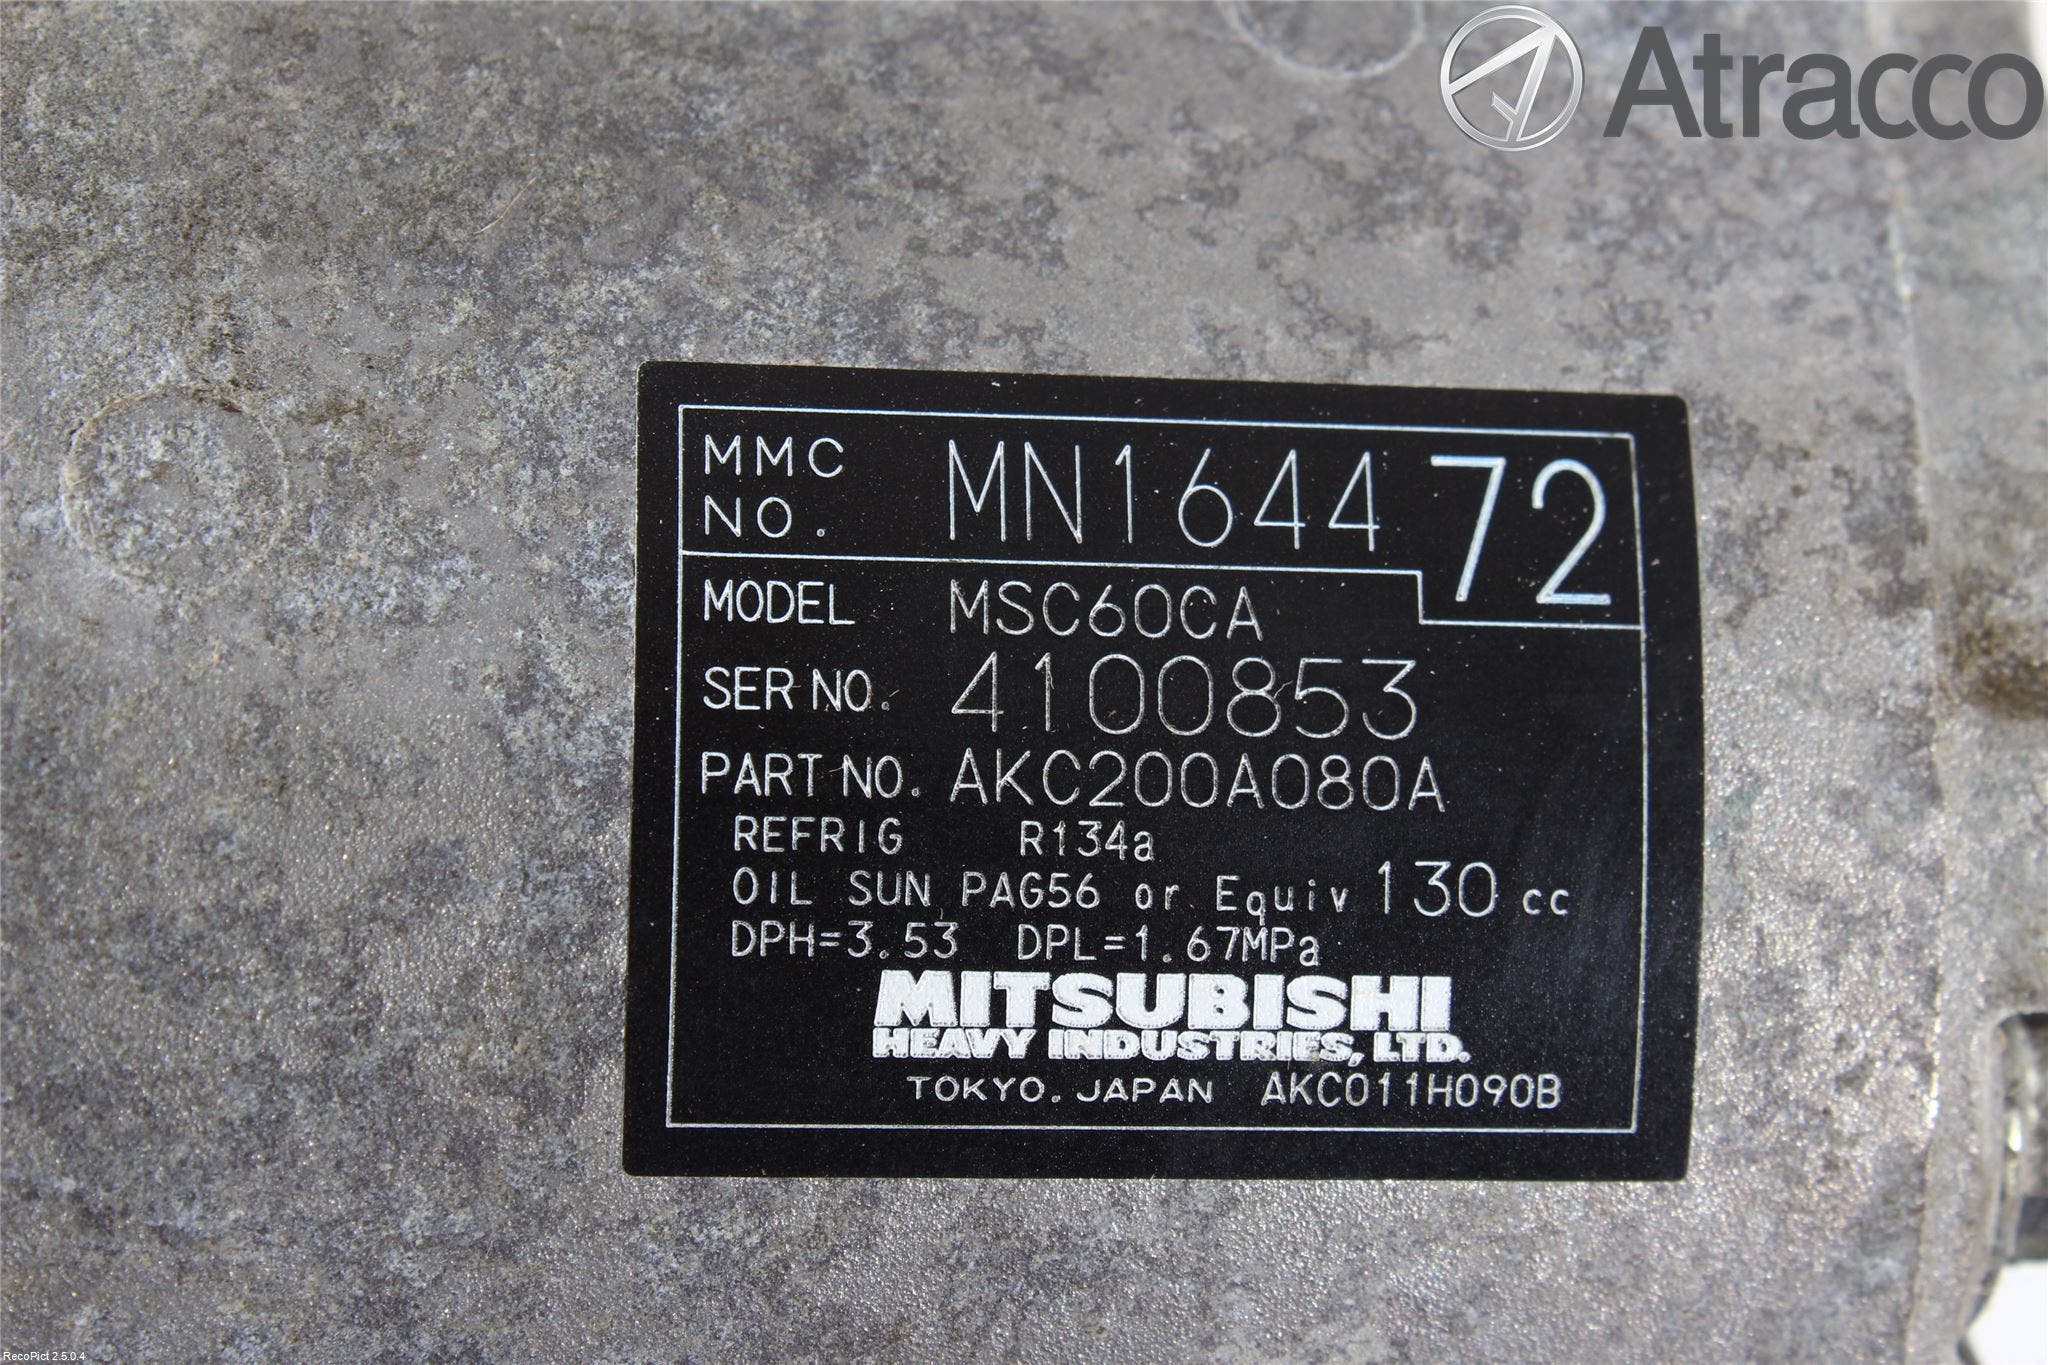 Atracco
MMC NO. MN164472
MODEL MSC60CA
SER NO. 4100853
PART NO. AKC200A080A
REFRIG R134a
OIL SUN PAG56 or Equiv 130 cc
DPH=3.53 DPL=1.67MPa
MITSUBISHI
HEAVY INDUSTRIES, LTD.
TOKYO. JAPAN AKC011H090B
RecoPict 2.5.0.4